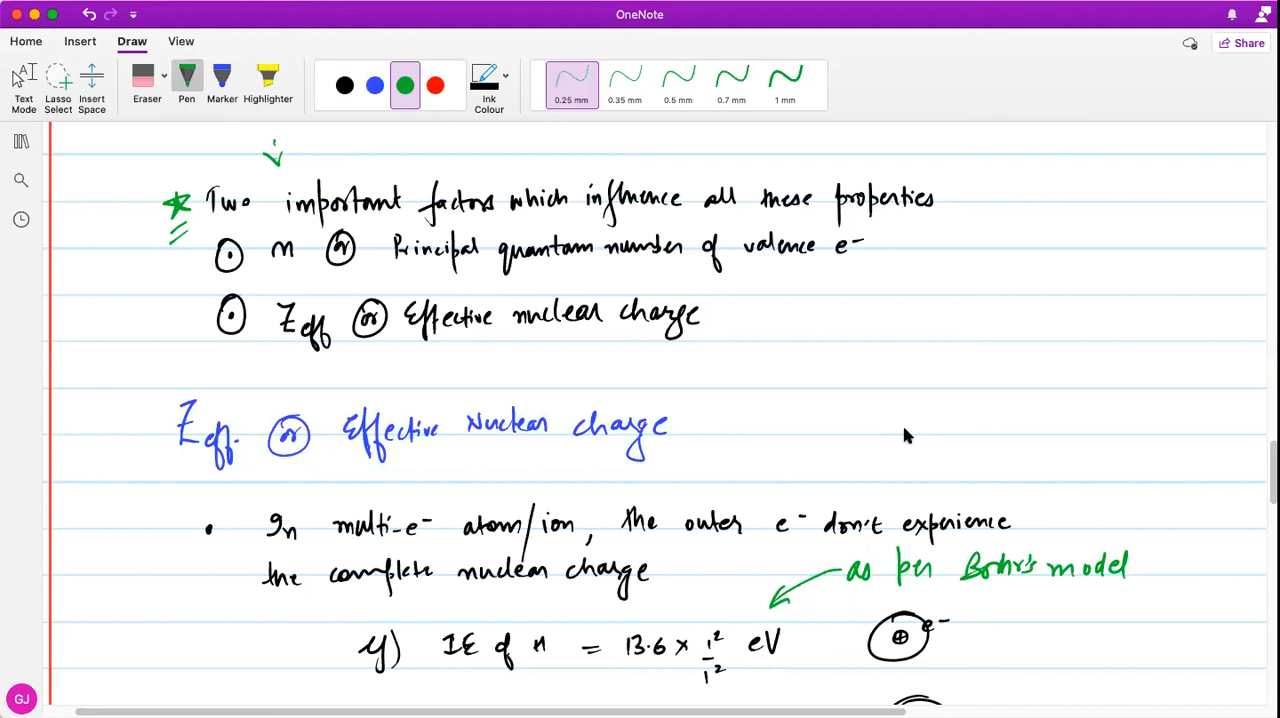 OneNote
Home Insert Draw View
Share
Text Mode
Lasso Select
Insert Space
Eraser
Pen
Marker
Highlighter
Ink Colour
0.25 mm
0.35 mm
0.5 mm
0.7 mm
1 mm
Two important factors which influence all these properties
n or Principal quantam number of valence e⁻
Zeff or Effective nuclear charge
Zeff. or Effective Nuclear charge
• In multi-e⁻ atom/ion, the outer e⁻ don't experience
the complete nuclear charge
as per Bohr's model
eg) IE of H = 13.6 × 1²/1² eV
⊕ e⁻
GJ